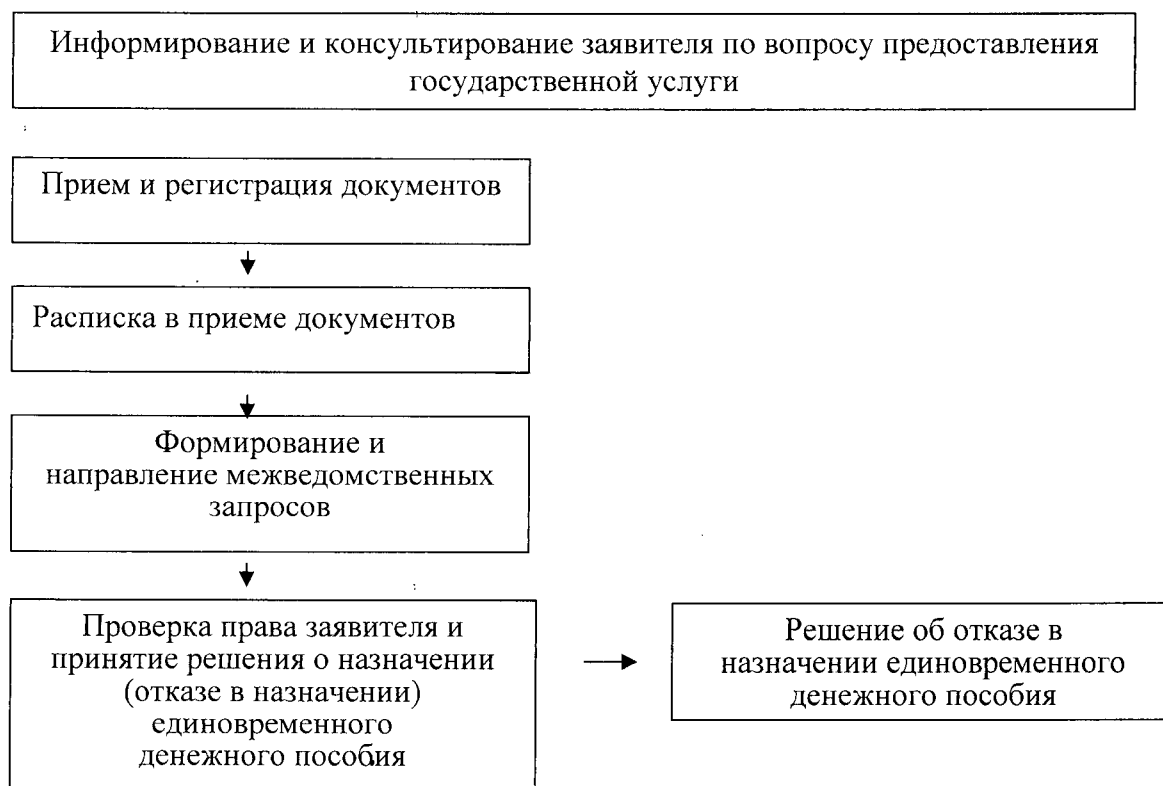 Информирование и консультирование заявителя по вопросу предоставления
государственной услуги
Прием и регистрация документов
Расписка в приеме документов
Формирование и
направление межведомственных
запросов
Проверка права заявителя и
принятие решения о назначении
(отказе в назначении)
единовременного
денежного пособия
Решение об отказе в
назначении единовременного
денежного пособия